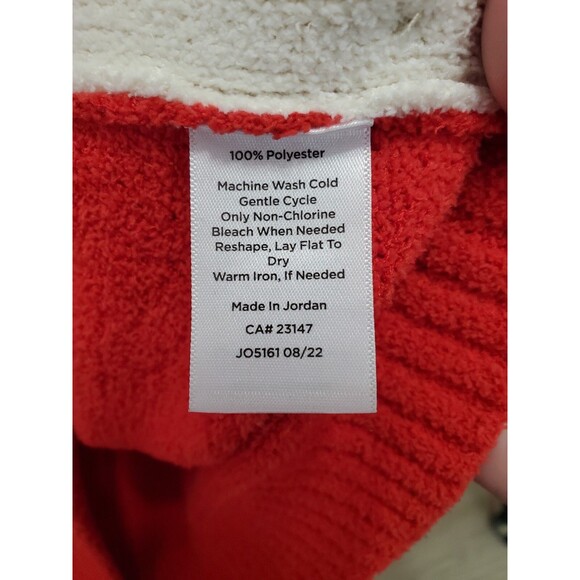 100% Polyester
Machine Wash Cold
Gentle Cycle
Only Non-Chlorine
Bleach When Needed
Reshape, Lay Flat To
Dry
Warm Iron, If Needed
Made In Jordan
CA# 23147
JO5161 08/22